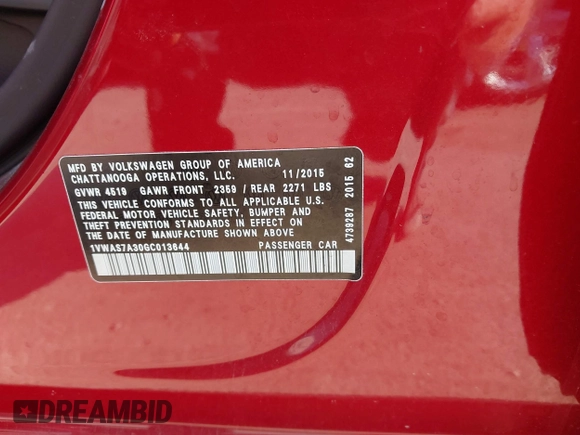 MFD BY VOLKSWAGEN GROUP OF AMERICA
CHATTANOOGA OPERATIONS, LLC. 11/2015
GVWR 4519 GAWR FRONT 2359 / REAR 2271 LBS
THIS VEHICLE CONFORMS TO ALL APPLICABLE U.S.
FEDERAL MOTOR VEHICLE SAFETY, BUMPER AND
THEFT PREVENTION STANDARDS IN EFFECT ON
THE DATE OF MANUFACTURE SHOWN ABOVE
1VWAS7A30GC013644 PASSENGER CAR
4739287 2015 62
DREAMBID